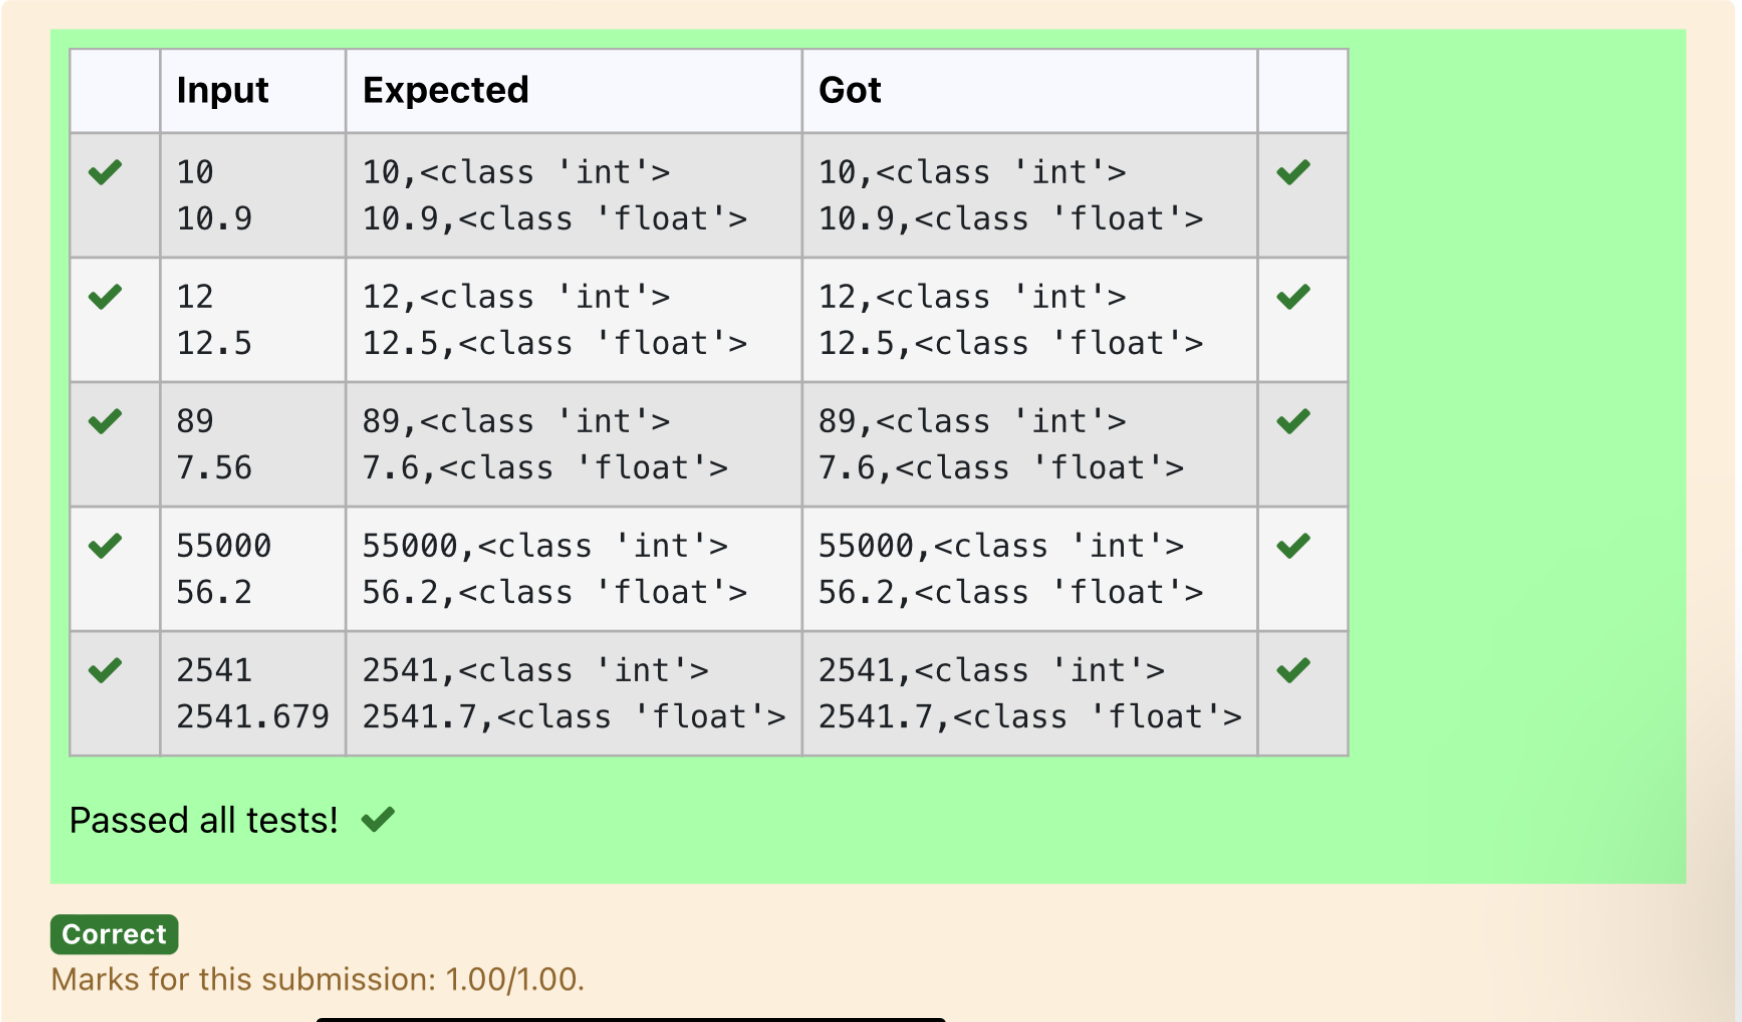 Input Expected Got
10 10,<class 'int'> 10,<class 'int'>
10.9 10.9,<class 'float'> 10.9,<class 'float'>
12 12,<class 'int'> 12,<class 'int'>
12.5 12.5,<class 'float'> 12.5,<class 'float'>
89 89,<class 'int'> 89,<class 'int'>
7.56 7.6,<class 'float'> 7.6,<class 'float'>
55000 55000,<class 'int'> 55000,<class 'int'>
56.2 56.2,<class 'float'> 56.2,<class 'float'>
2541 2541,<class 'int'> 2541,<class 'int'>
2541.679 2541.7,<class 'float'> 2541.7,<class 'float'>
Passed all tests!
Correct
Marks for this submission: 1.00/1.00.